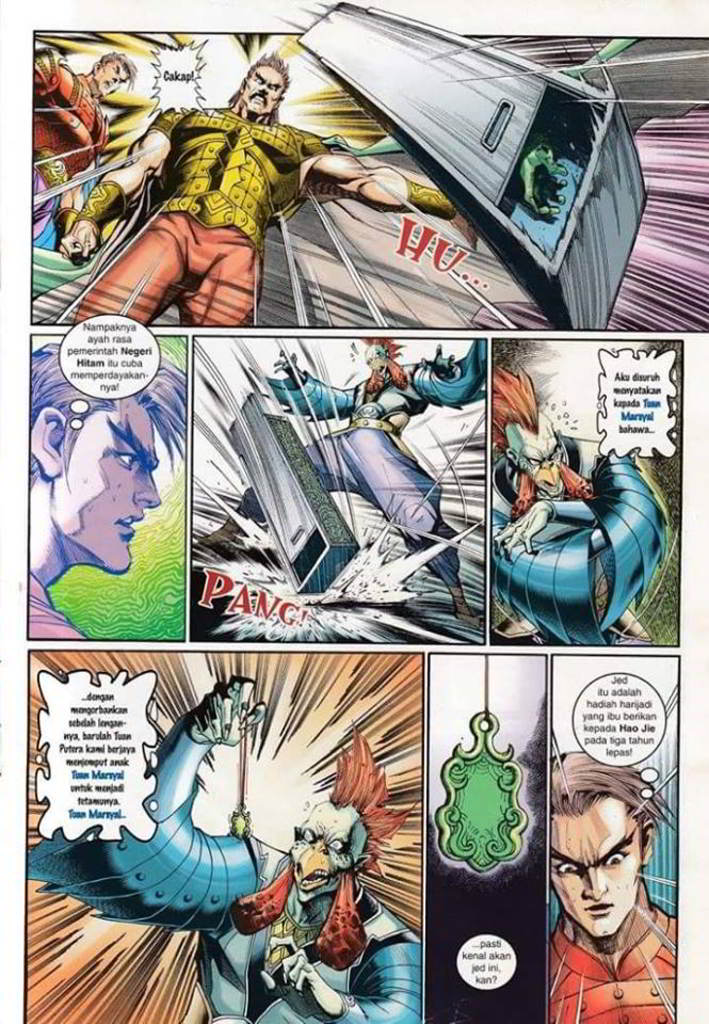 Cakap!
HU...
Nampaknya
ayah rasa
pemerintah Negeri
Hitam itu cuba
memperdayakan-
nya!
PANG!
Aku disuruh
menyatakan
kepada Tuan
Marsyal
bahawa...
...dengan
mengorbankan
sebelah lengan-
nya, barulah Tuan
Putera kami berjaya
menjemput anak
Tuan Marsyal
untuk menjadi
tetamunya.
Tuan Marsyal...
...pasti
kenal akan
jed ini,
kan?
Jed
itu adalah
hadiah harijadi
yang ibu berikan
kepada Hao Jie
pada tiga tahun
lepas!